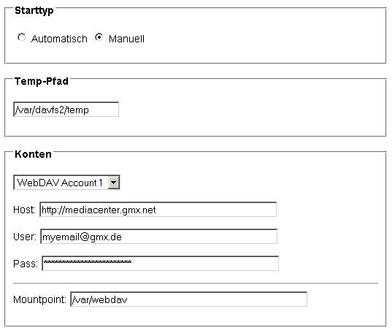 Starttyp
Automatisch Manuell
Temp-Pfad
/var/davfs2/temp
Konten
WebDAV Account 1
Host: http://mediacenter.gmx.net
User: myemail@gmx.de
Pass: ************************
Mountpoint: /var/webdav